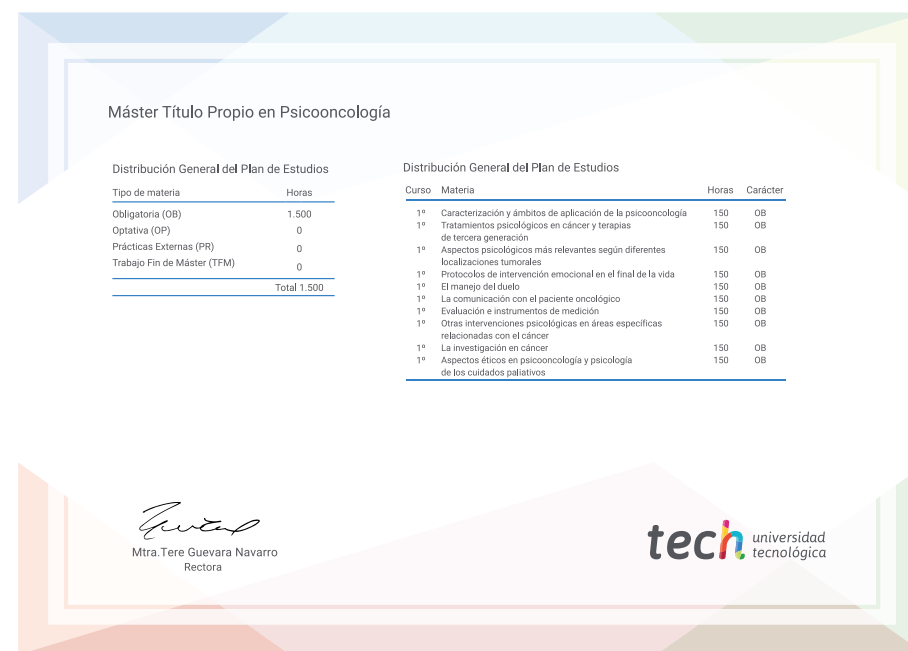 Máster Título Propio en Psicooncología
Distribución General del Plan de Estudios
Tipo de materia Horas
Obligatoria (OB) 1.500
Optativa (OP) 0
Prácticas Externas (PR) 0
Trabajo Fin de Máster (TFM) 0
Total 1.500
Distribución General del Plan de Estudios
Curso Materia Horas Carácter
1º Caracterización y ámbitos de aplicación de la psicooncología 150 OB
1º Tratamientos psicológicos en cáncer y terapias 150 OB
de tercera generación
1º Aspectos psicológicos más relevantes según diferentes 150 OB
localizaciones tumorales
1º Protocolos de intervención emocional en el final de la vida 150 OB
1º El manejo del duelo 150 OB
1º La comunicación con el paciente oncológico 150 OB
1º Evaluación e instrumentos de medición 150 OB
1º Otras intervenciones psicológicas en áreas específicas 150 OB
relacionadas con el cáncer
1º La investigación en cáncer 150 OB
1º Aspectos éticos en psicooncología y psicología 150 OB
de los cuidados paliativos
Mtra.Tere Guevara Navarro
Rectora
tech universidad
tecnológica